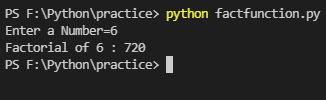 PS F:\Python\practice> python factfunction.py
Enter a Number=6
Factorial of 6 : 720
PS F:\Python\practice>